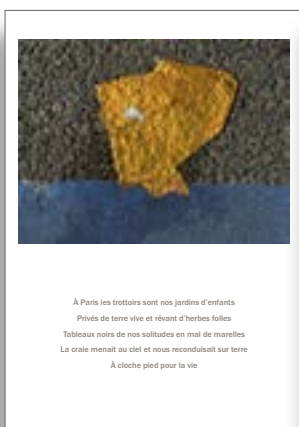 À Paris les trottoirs sont nos jardins d'enfants
Privés de terre vive et rêvant d'herbes folles
Tableaux noirs de nos solitudes en mal de marelles
La craie menait au ciel et nous reconduisait sur terre
À cloche pied pour la vie